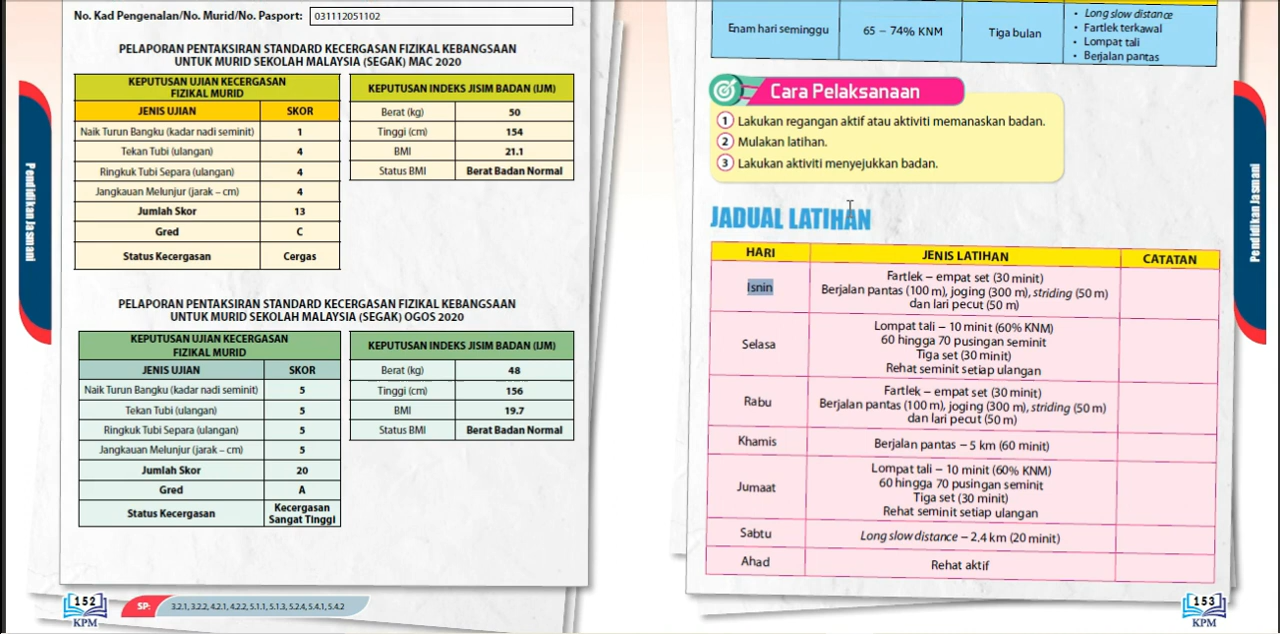 No. Kad Pengenalan/No. Murid/No. Pasport: 031112051102
PELAPORAN PENTAKSIRAN STANDARD KECERGASAN FIZIKAL KEBANGSAAN
UNTUK MURID SEKOLAH MALAYSIA (SEGAK) MAC 2020
KEPUTUSAN UJIAN KECERGASAN
FIZIKAL MURID
JENIS UJIAN SKOR
Naik Turun Bangku (kadar nadi seminit) 1
Tekan Tubi (ulangan) 4
Ringkuk Tubi Separa (ulangan) 4
Jangkauan Melunjur (jarak – cm) 4
Jumlah Skor 13
Gred C
Status Kecergasan Cergas
KEPUTUSAN INDEKS JISIM BADAN (IJM)
Berat (kg) 50
Tinggi (cm) 154
BMI 21.1
Status BMI Berat Badan Normal
PELAPORAN PENTAKSIRAN STANDARD KECERGASAN FIZIKAL KEBANGSAAN
UNTUK MURID SEKOLAH MALAYSIA (SEGAK) OGOS 2020
KEPUTUSAN UJIAN KECERGASAN
FIZIKAL MURID
JENIS UJIAN SKOR
Naik Turun Bangku (kadar nadi seminit) 5
Tekan Tubi (ulangan) 5
Ringkuk Tubi Separa (ulangan) 5
Jangkauan Melunjur (jarak – cm) 5
Jumlah Skor 20
Gred A
Status Kecergasan Kecergasan
Sangat Tinggi
KEPUTUSAN INDEKS JISIM BADAN (IJM)
Berat (kg) 48
Tinggi (cm) 156
BMI 19.7
Status BMI Berat Badan Normal
Pendidikan Jasmani
152
KPM
SP: 3.2.1, 3.2.2, 4.2.1, 4.2.2, 5.1.1, 5.1.3, 5.2.4, 5.4.1, 5.4.2
Enam hari seminggu 65 – 74% KNM Tiga bulan
• Long slow distance
• Fartlek terkawal
• Lompat tali
• Berjalan pantas
Cara Pelaksanaan
1 Lakukan regangan aktif atau aktiviti memanaskan badan.
2 Mulakan latihan.
3 Lakukan aktiviti menyejukkan badan.
JADUAL LATIHAN
HARI JENIS LATIHAN CATATAN
Isnin
Fartlek – empat set (30 minit)
Berjalan pantas (100 m), joging (300 m), striding (50 m)
dan lari pecut (50 m)
Selasa
Lompat tali – 10 minit (60% KNM)
60 hingga 70 pusingan seminit
Tiga set (30 minit)
Rehat seminit setiap ulangan
Rabu
Fartlek – empat set (30 minit)
Berjalan pantas (100 m), joging (300 m), striding (50 m)
dan lari pecut (50 m)
Khamis Berjalan pantas – 5 km (60 minit)
Jumaat
Lompat tali – 10 minit (60% KNM)
60 hingga 70 pusingan seminit
Tiga set (30 minit)
Rehat seminit setiap ulangan
Sabtu Long slow distance – 2.4 km (20 minit)
Ahad Rehat aktif
Pendidikan Jasmani
153
KPM